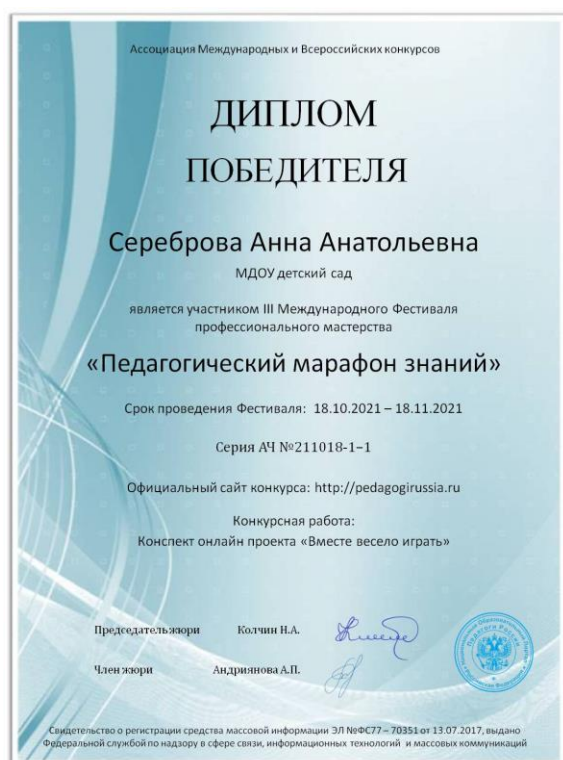 Ассоциация Международных и Всероссийских конкурсов
ДИПЛОМ
ПОБЕДИТЕЛЯ
Сереброва Анна Анатольевна
МДОУ детский сад
является участником III Международного Фестиваля
профессионального мастерства
«Педагогический марафон знаний»
Срок проведения Фестиваля: 18.10.2021 – 18.11.2021
Серия АЧ №211018-1-1
Официальный сайт конкурса: http://pedagogirussia.ru
Конкурсная работа:
Конспект онлайн проекта «Вместе весело играть»
Председатель жюри Колчин Н.А.
Член жюри Андриянова А.П.
Педагоги России
Свидетельство о регистрации средства массовой информации ЭЛ №ФС77 – 70351 от 13.07.2017, выдано
Федеральной службой по надзору в сфере связи, информационных технологий и массовых коммуникаций